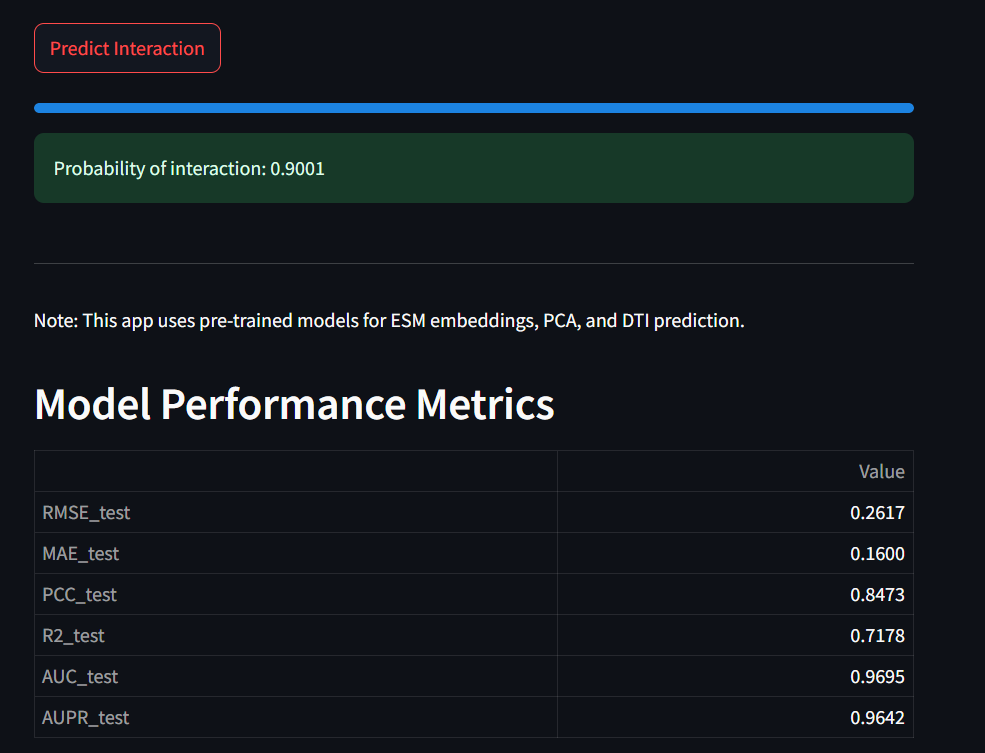 Predict Interaction
Probability of interaction: 0.9001
Note: This app uses pre-trained models for ESM embeddings, PCA, and DTI prediction.
Model Performance Metrics
Value
RMSE_test 0.2617
MAE_test 0.1600
PCC_test 0.8473
R2_test 0.7178
AUC_test 0.9695
AUPR_test 0.9642